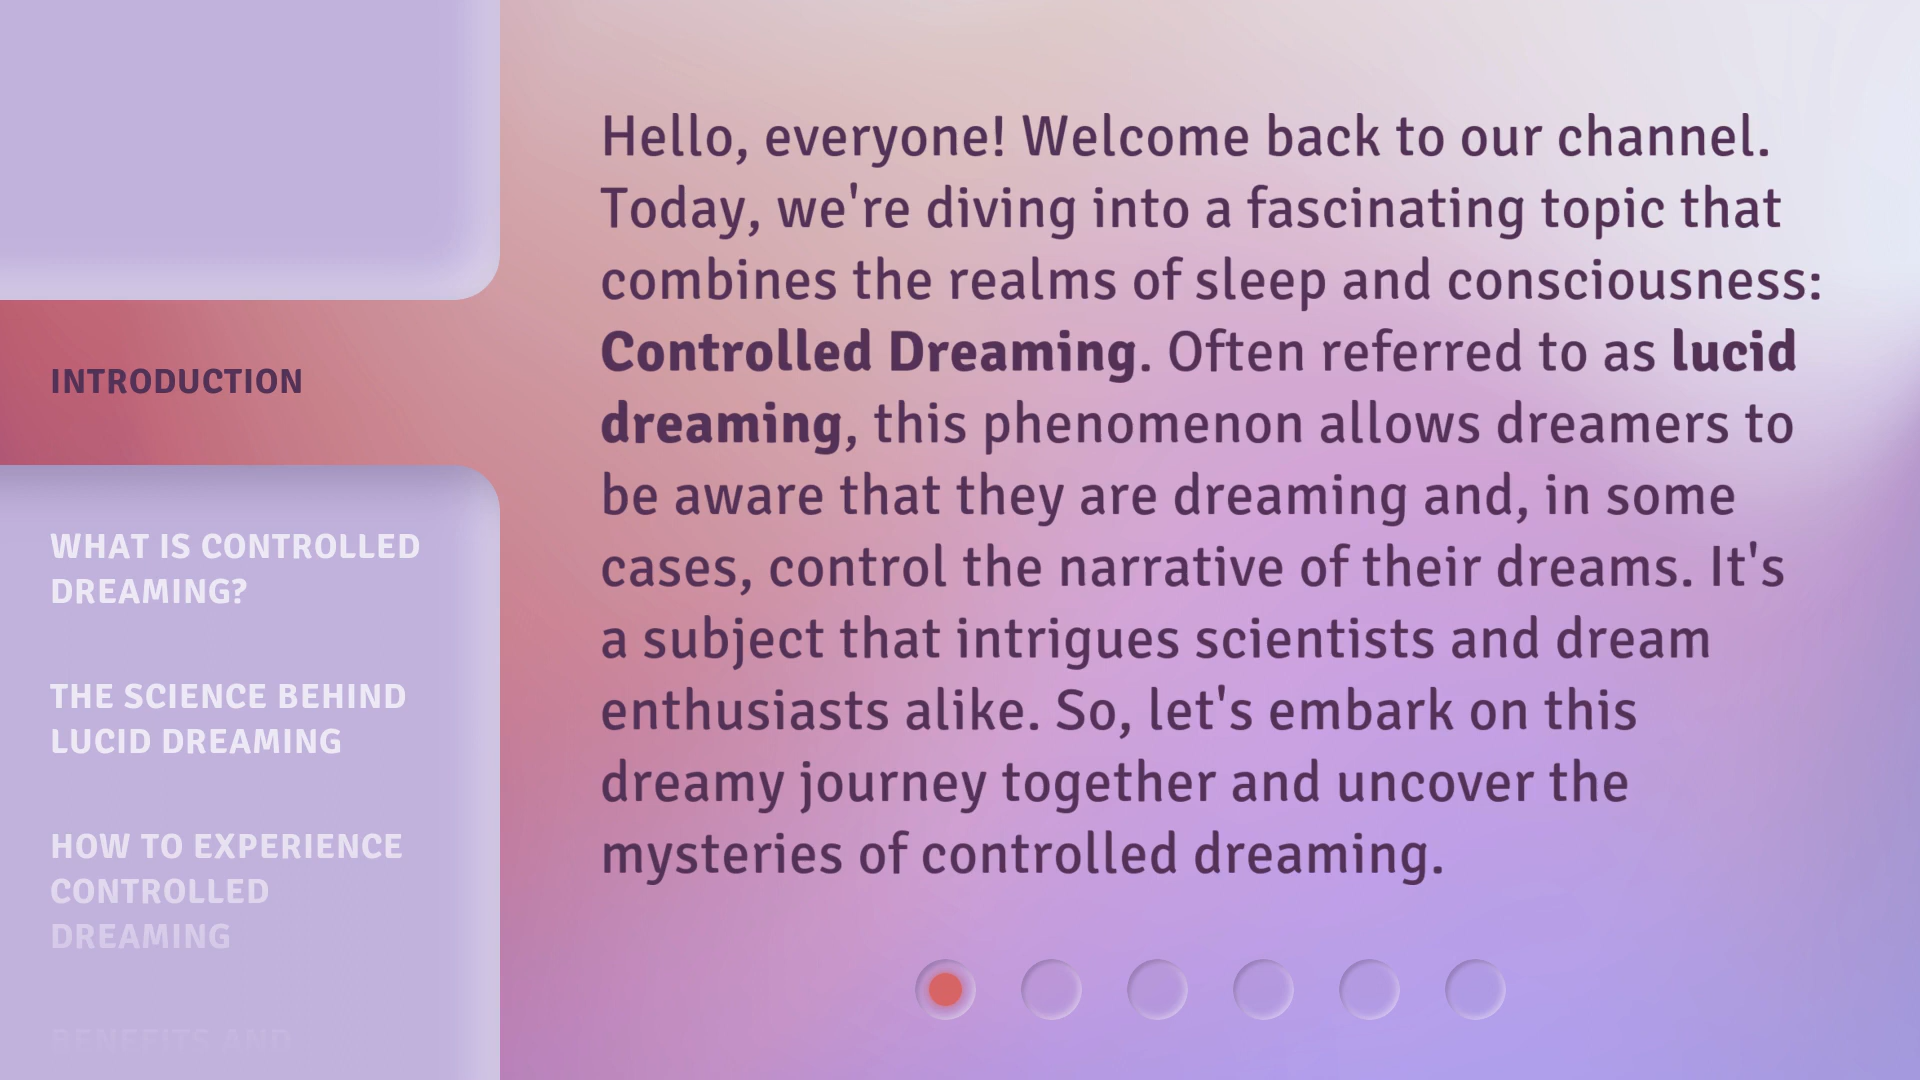 INTRODUCTION
WHAT IS CONTROLLED
DREAMING?
THE SCIENCE BEHIND
LUCID DREAMING
HOW TO EXPERIENCE
CONTROLLED
DREAMING
BENEFITS AND
Hello, everyone! Welcome back to our channel.
Today, we're diving into a fascinating topic that
combines the realms of sleep and consciousness:
Controlled Dreaming. Often referred to as lucid
dreaming, this phenomenon allows dreamers to
be aware that they are dreaming and, in some
cases, control the narrative of their dreams. It's
a subject that intrigues scientists and dream
enthusiasts alike. So, let's embark on this
dreamy journey together and uncover the
mysteries of controlled dreaming.